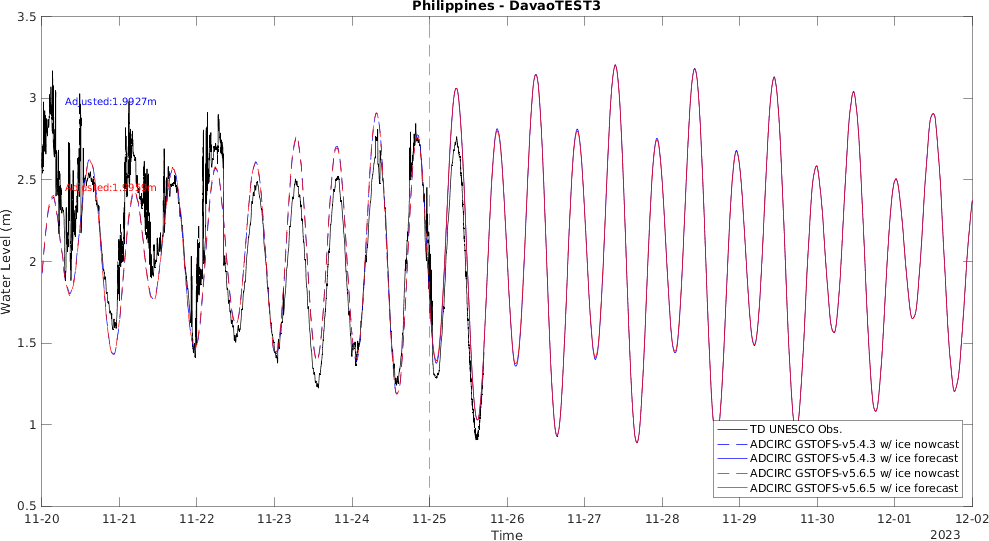 Philippines - DavaoTEST3
3.5
3
2.5
2
1.5
1
0.5
Water Level (m)
Adjusted:1.9927m
TD UNESCO Obs.
ADCIRC GSTOFS-v5.4.3 w/ ice nowcast
ADCIRC GSTOFS-v5.4.3 w/ ice forecast
ADCIRC GSTOFS-v5.6.5 w/ ice nowcast
ADCIRC GSTOFS-v5.6.5 w/ ice forecast
11-20 11-21 11-22 11-23 11-24 11-25 11-26 11-27 11-28 11-29 11-30 12-01 12-02
Time
2023